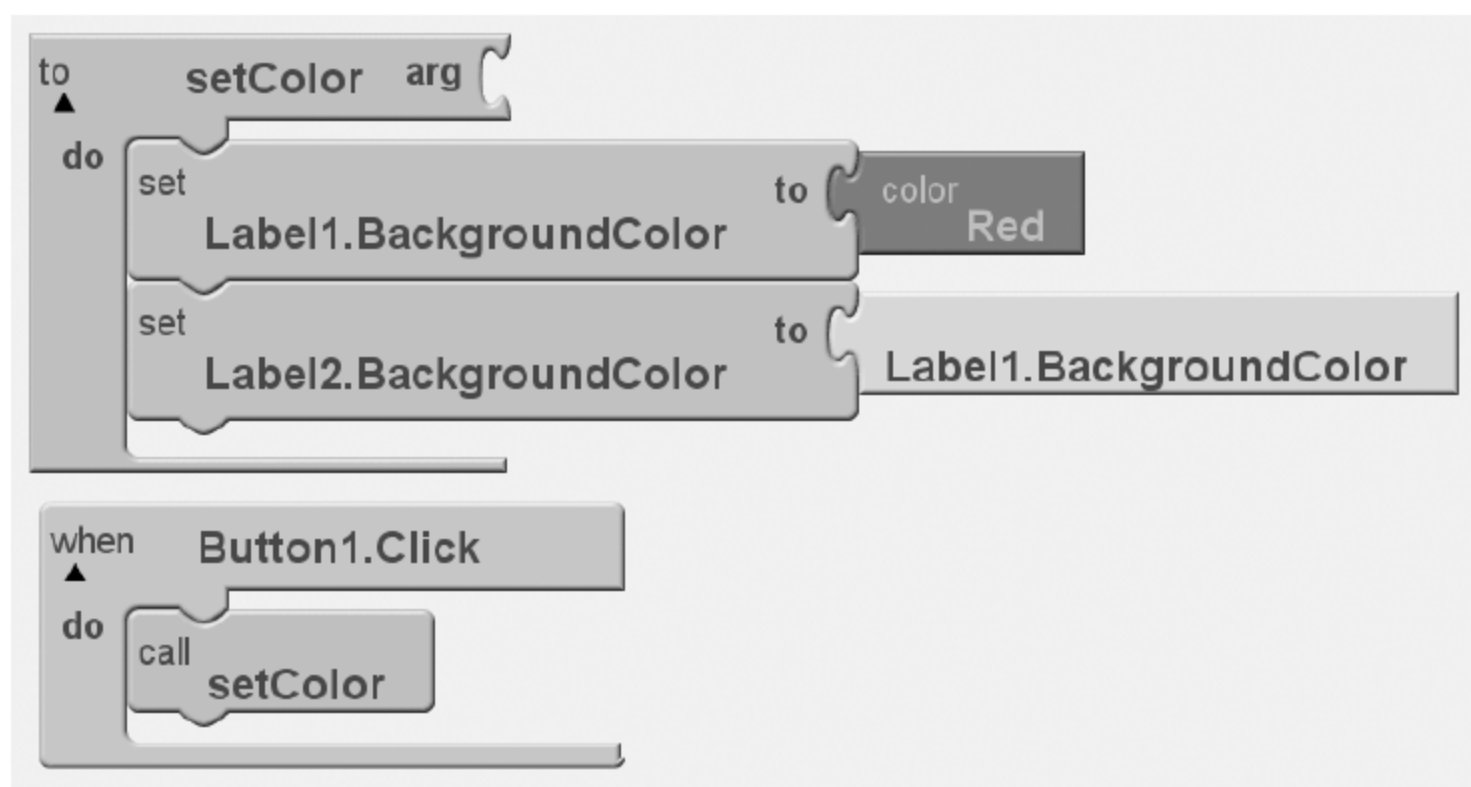 to setColor arg
do
set to color
Label1.BackgroundColor Red
set to
Label2.BackgroundColor Label1.BackgroundColor
when Button1.Click
do
call
setColor